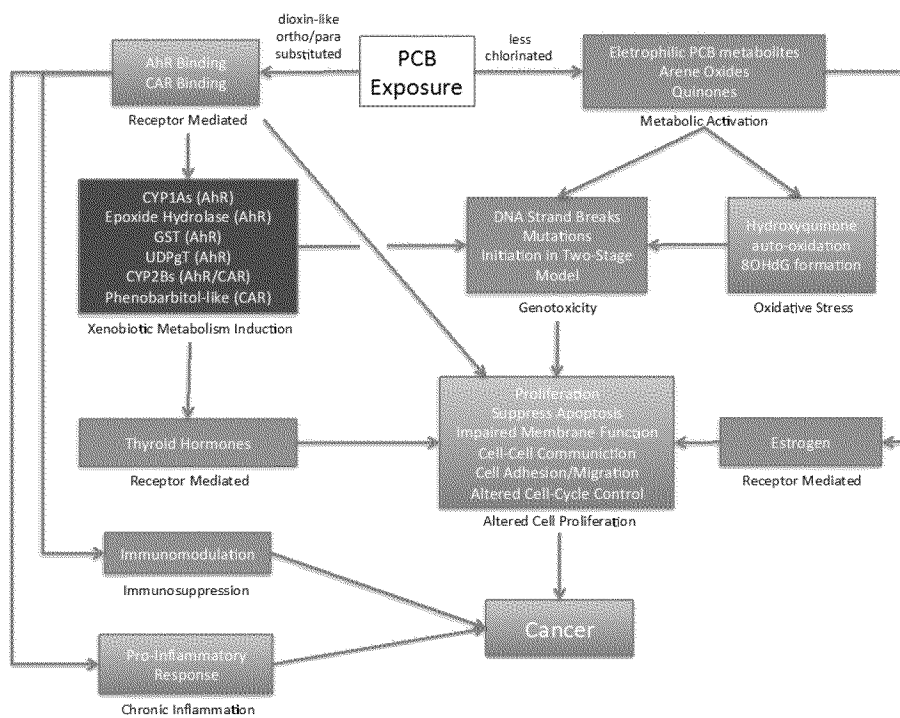 dioxin-like
ortho/para
substituted
PCB
Exposure
less
chlorinated
AhR Binding
CAR Binding
Receptor Mediated
Eletrophilic PCB metabolites
Arene Oxides
Quinones
Metabolic Activation
CYP1As (AhR)
Epoxide Hydrolase (AhR)
GST (AhR)
UDPgT (AhR)
CYP2Bs (AhR/CAR)
Phenobarbitol-like (CAR)
Xenobiotic Metabolism Induction
DNA Strand Breaks
Mutations
Initiation in Two-Stage
Model
Genotoxicity
Hydroxyquinone
auto-oxidation
8OHdG formation
Oxidative Stress
Thyroid Hormones
Receptor Mediated
Proliferation
Suppress Apoptosis
Impaired Membrane Function
Cell-Cell Communiction
Cell Adhesion/Migration
Altered Cell-Cycle Control
Altered Cell Proliferation
Estrogen
Receptor Mediated
Immunomodulation
Immunosuppression
Cancer
Pro-Inflammatory
Response
Chronic Inflammation